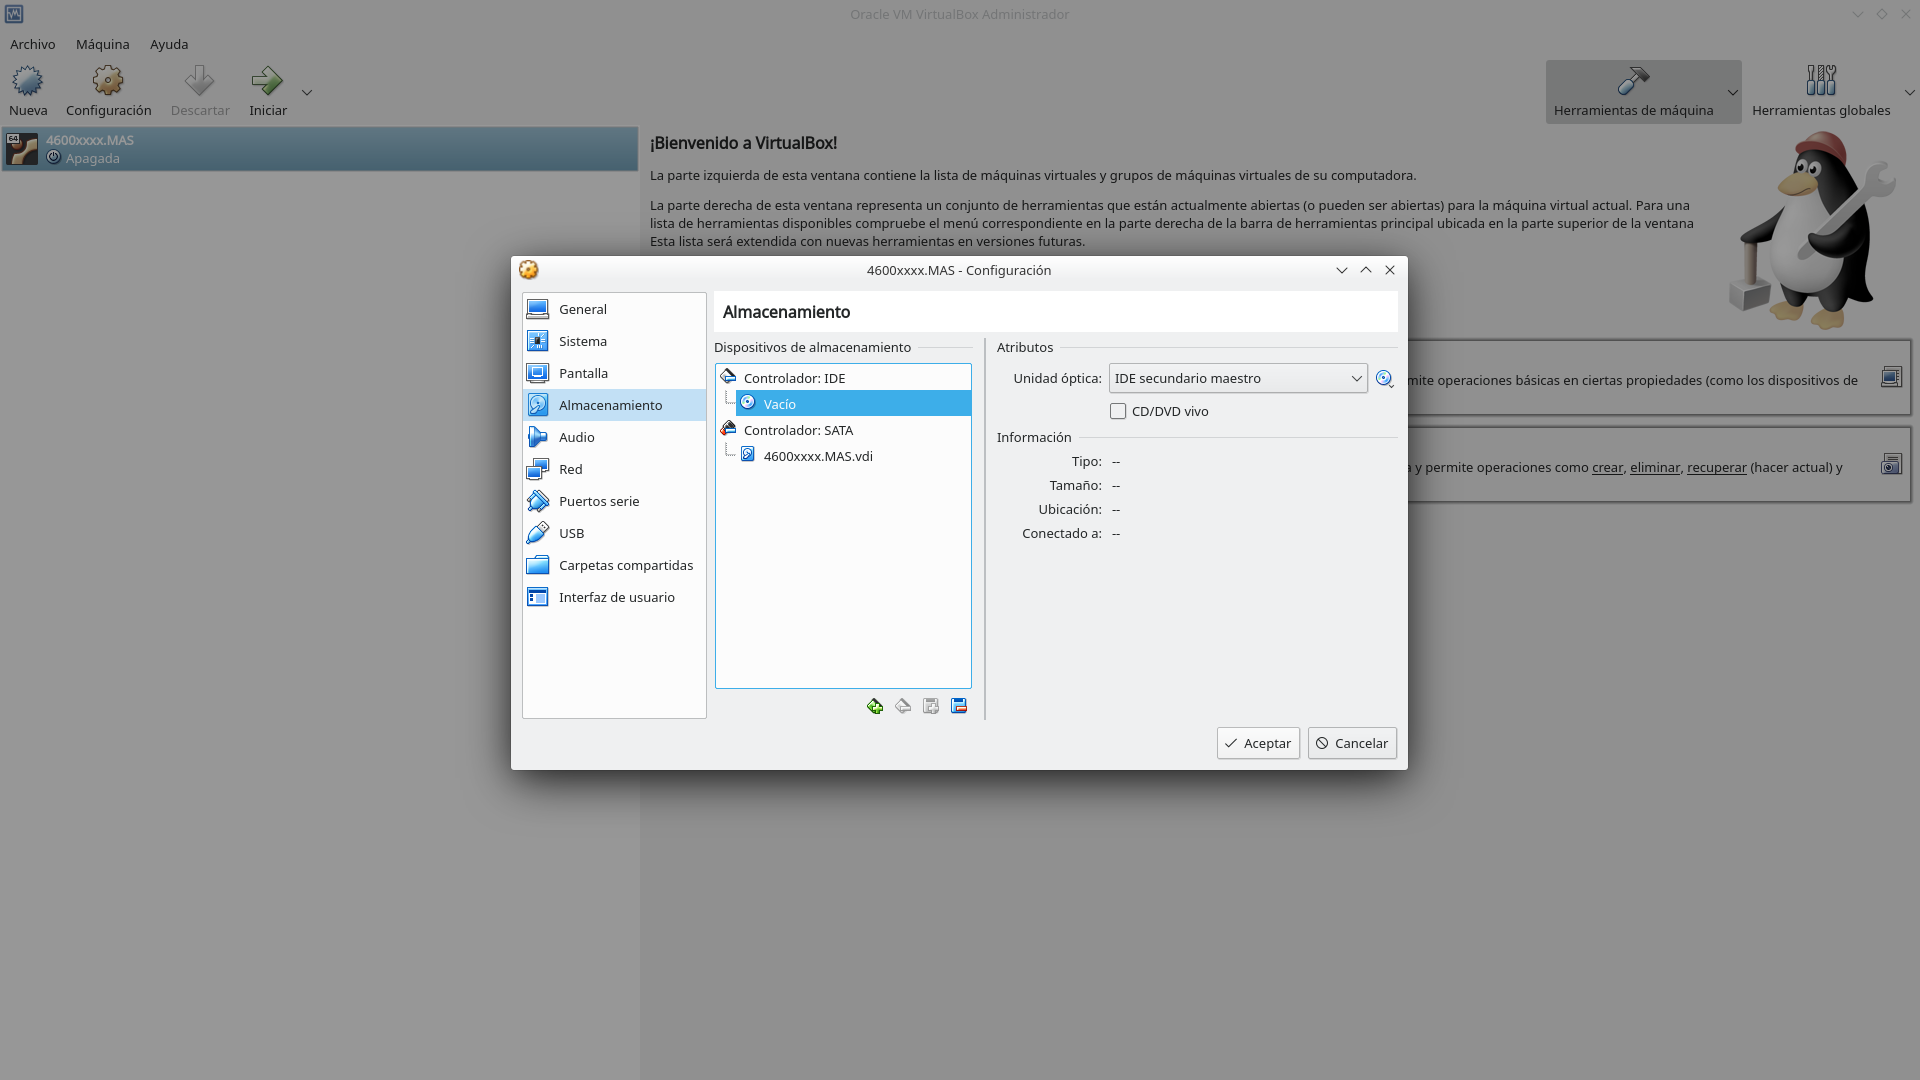 Oracle VM VirtualBox Administrador
Archivo Máquina Ayuda
Nueva Configuración Descartar Iniciar Herramientas de máquina Herramientas globales
64
4600xxxx.MAS
Apagada
¡Bienvenido a VirtualBox!
La parte izquierda de esta ventana contiene la lista de máquinas virtuales y grupos de máquinas virtuales de su computadora.
La parte derecha de esta ventana representa un conjunto de herramientas que están actualmente abiertas (o pueden ser abiertas) para la máquina virtual actual. Para una
lista de herramientas disponibles compruebe el menú correspondiente en la parte derecha de la barra de herramientas principal ubicada en la parte superior de la ventana
Esta lista será extendida con nuevas herramientas en versiones futuras.
mite operaciones básicas en ciertas propiedades (como los dispositivos de
a y permite operaciones como crear, eliminar, recuperar (hacer actual) y
4600xxxx.MAS - Configuración
General
Sistema
Pantalla
Almacenamiento
Audio
Red
Puertos serie
USB
Carpetas compartidas
Interfaz de usuario
Almacenamiento
Dispositivos de almacenamiento
Controlador: IDE
Vacío
Controlador: SATA
4600xxxx.MAS.vdi
Atributos
Unidad óptica: IDE secundario maestro
CD/DVD vivo
Información
Tipo: --
Tamaño: --
Ubicación: --
Conectado a: --
Aceptar Cancelar